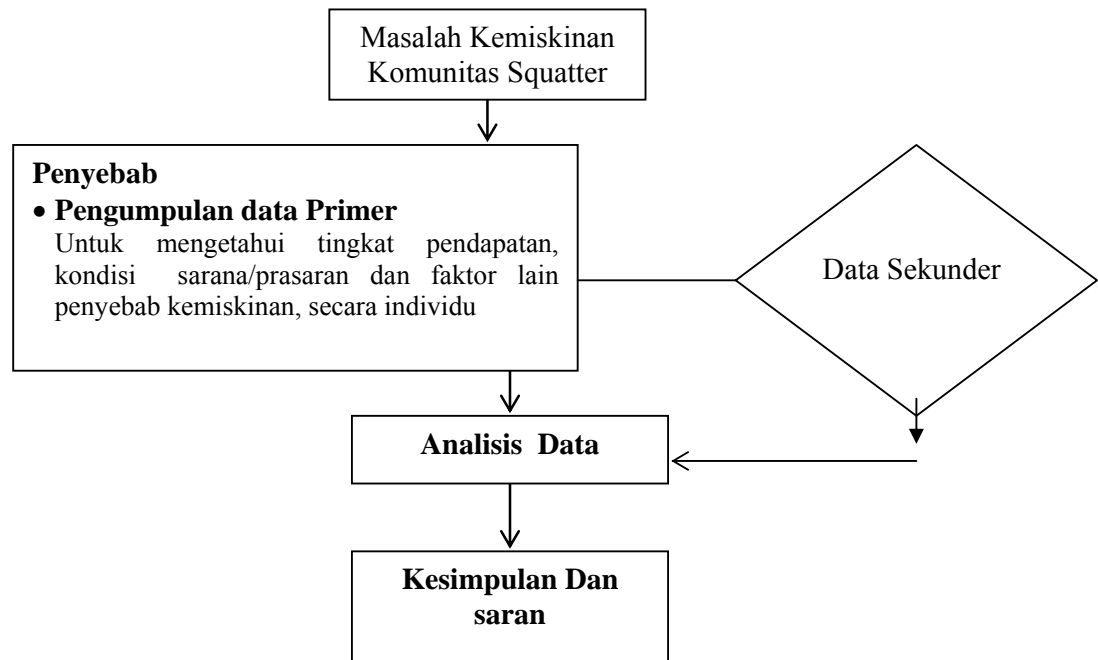 Masalah Kemiskinan
Komunitas Squatter
Penyebab
• Pengumpulan data Primer
Untuk mengetahui tingkat pendapatan,
kondisi sarana/prasaran dan faktor lain
penyebab kemiskinan, secara individu
Data Sekunder
Analisis Data
Kesimpulan Dan
saran